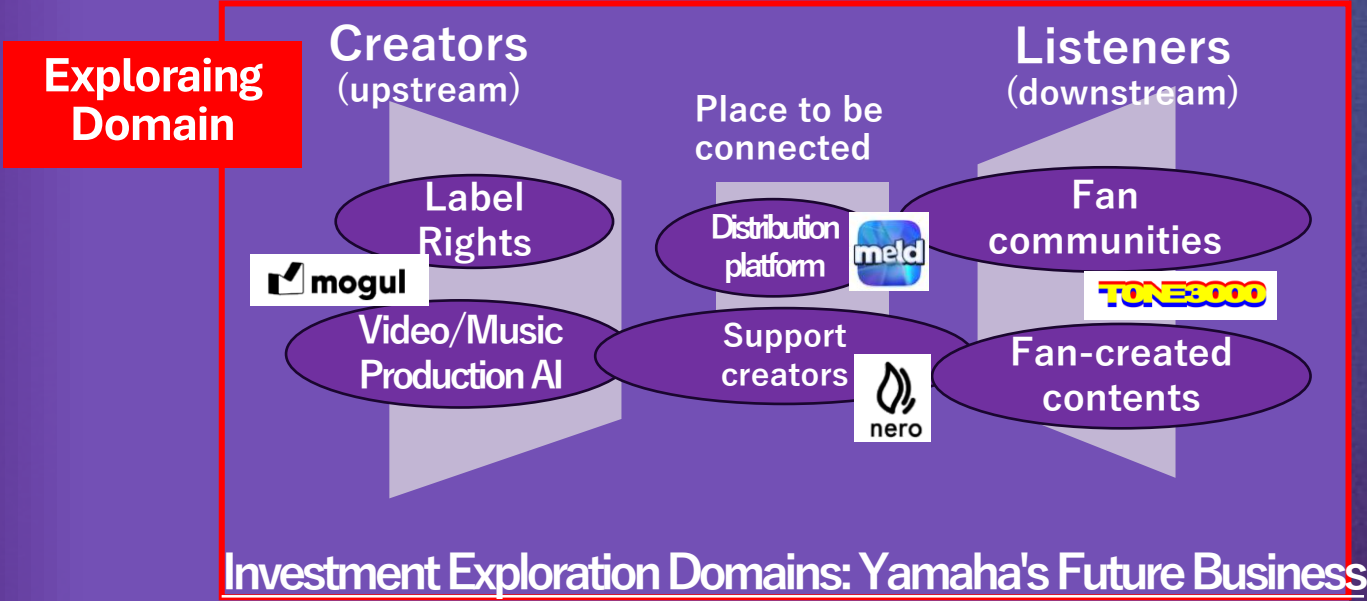 Exploraing
Domain
Creators
(upstream)
Place to be
connected
Listeners
(downstream)
Label
Rights
mogul
Video/Music
Production AI
Distribution
platform
meld
Support
creators
nero
Fan
communities
TONE3000
Fan-created
contents
Investment Exploration Domains: Yamaha's Future Business